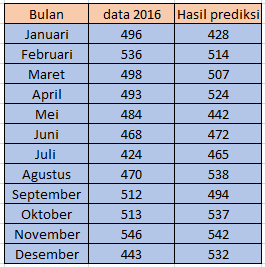 Bulan data 2016 Hasil prediksi
Januari 496 428
Februari 536 514
Maret 498 507
April 493 524
Mei 484 442
Juni 468 472
Juli 424 465
Agustus 470 538
September 512 494
Oktober 513 537
November 546 542
Desember 443 532